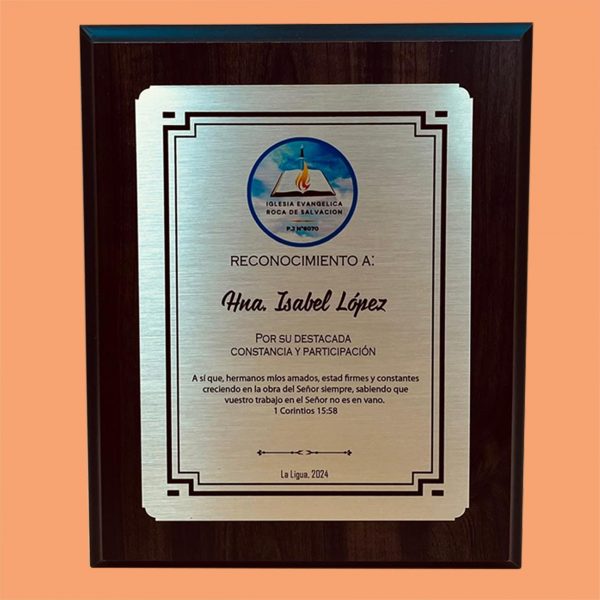 IGLESIA EVANGELICA
ROCA DE SALVACION
P.J N°6070
RECONOCIMIENTO A:
Hna. Isabel López
POR SU DESTACADA
CONSTANCIA Y PARTICIPACIÓN
A sí que, hermanos míos amados, estad firmes y constantes
creciendo en la obra del Señor siempre, sabiendo que
vuestro trabajo en el Señor no es en vano.
1 Corintios 15:58
La Ligua, 2024